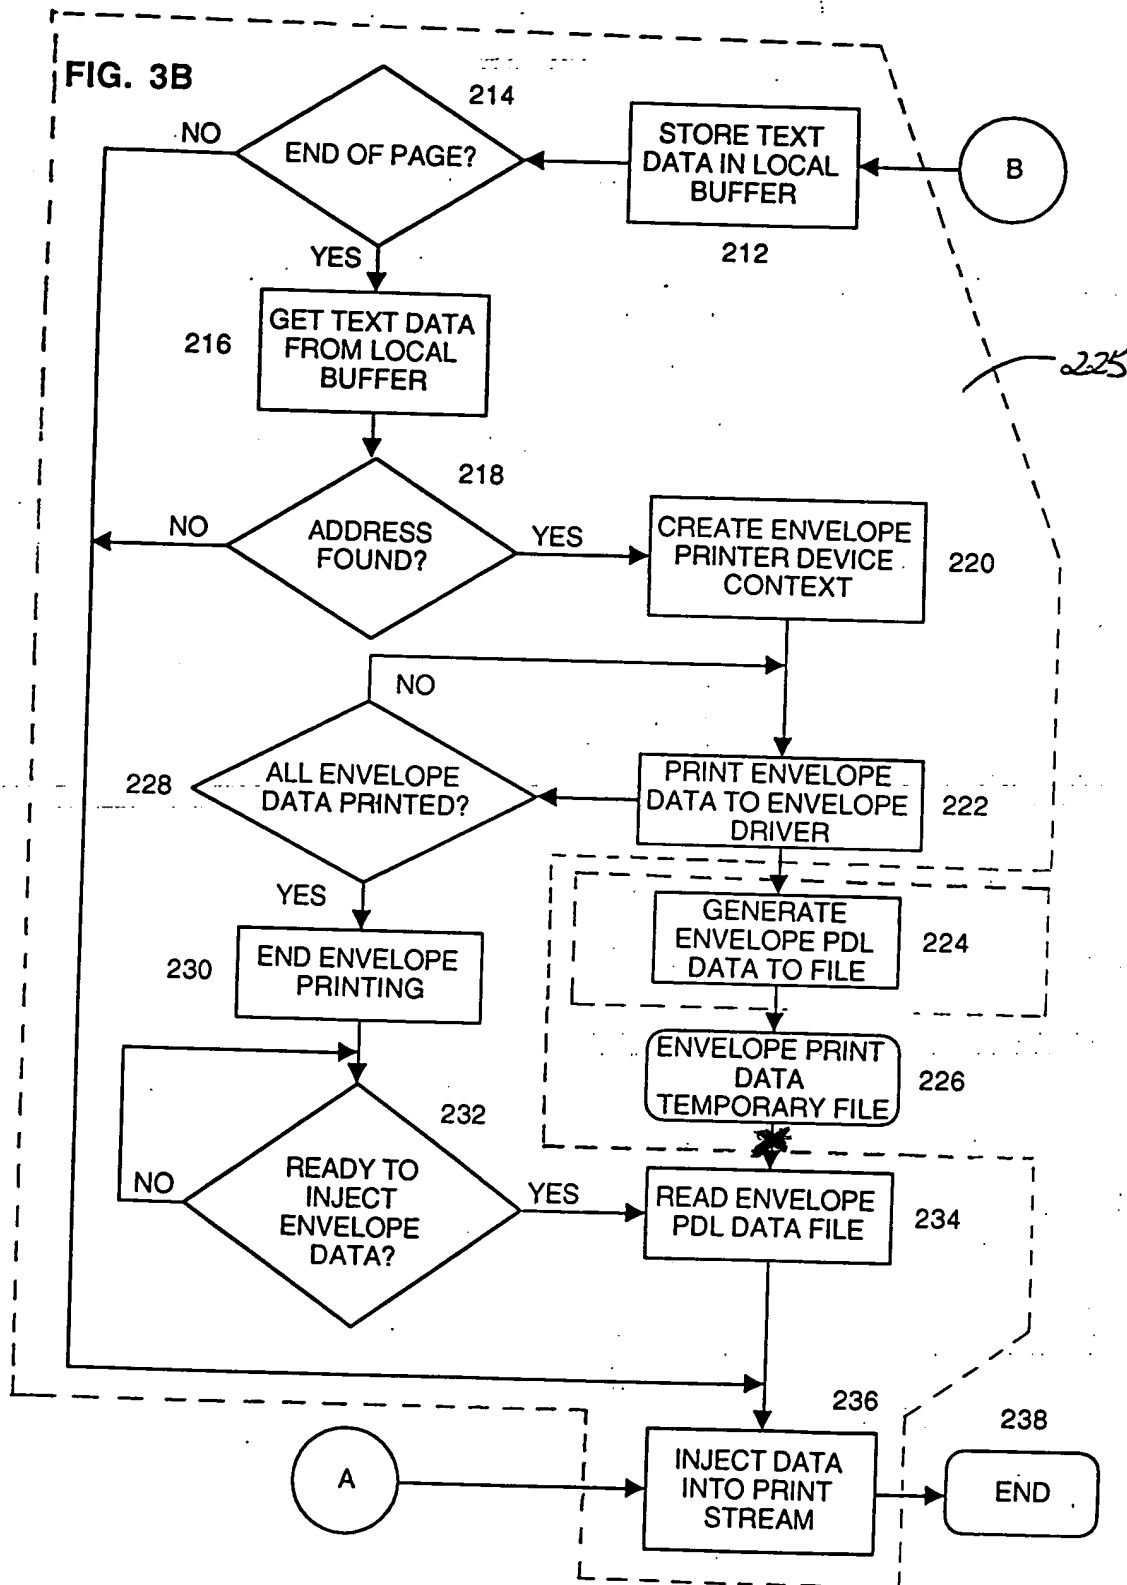 FIG. 3B
214
NO
END OF PAGE?
STORE TEXT
DATA IN LOCAL
BUFFER
B
212
YES
216
GET TEXT DATA
FROM LOCAL
BUFFER
225
218
NO
ADDRESS
FOUND?
YES
CREATE ENVELOPE
PRINTER DEVICE
CONTEXT
220
NO
228
ALL ENVELOPE
DATA PRINTED?
PRINT ENVELOPE
DATA TO ENVELOPE
DRIVER
222
YES
GENERATE
ENVELOPE PDL
DATA TO FILE
224
230
END ENVELOPE
PRINTING
ENVELOPE PRINT
DATA
TEMPORARY FILE
226
232
NO
READY TO
INJECT
ENVELOPE
DATA?
YES
READ ENVELOPE
PDL DATA FILE
234
236
238
A
INJECT DATA
INTO PRINT
STREAM
END